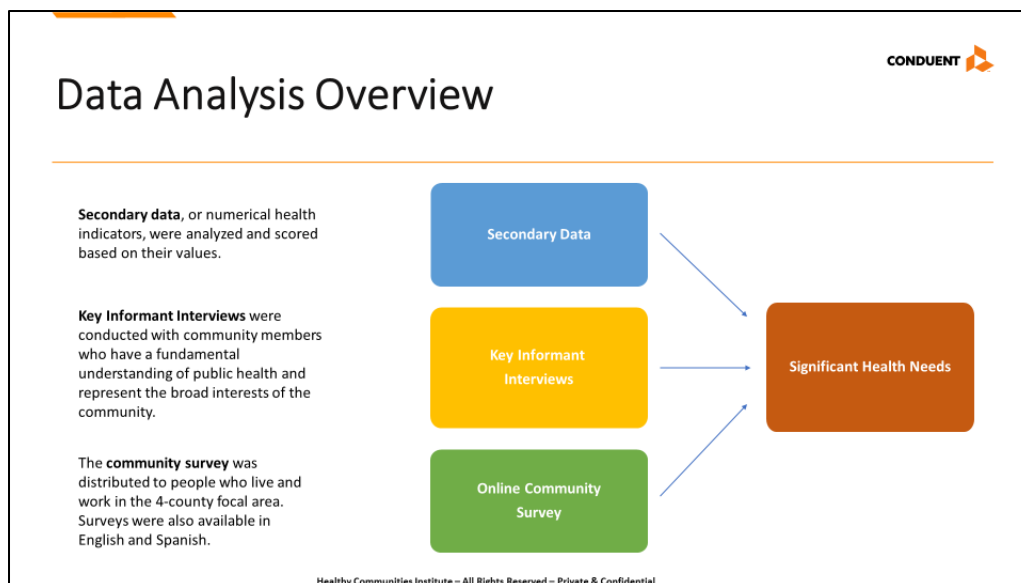 CONDUENT
Data Analysis Overview
Secondary data, or numerical health
indicators, were analyzed and scored
based on their values.
Key Informant Interviews were
conducted with community members
who have a fundamental
understanding of public health and
represent the broad interests of the
community.
The community survey was
distributed to people who live and
work in the 4-county focal area.
Surveys were also available in
English and Spanish.
Secondary Data
Key Informant
Interviews
Online Community
Survey
Significant Health Needs
Healthy Communities Institute – All Rights Reserved – Private & Confidential